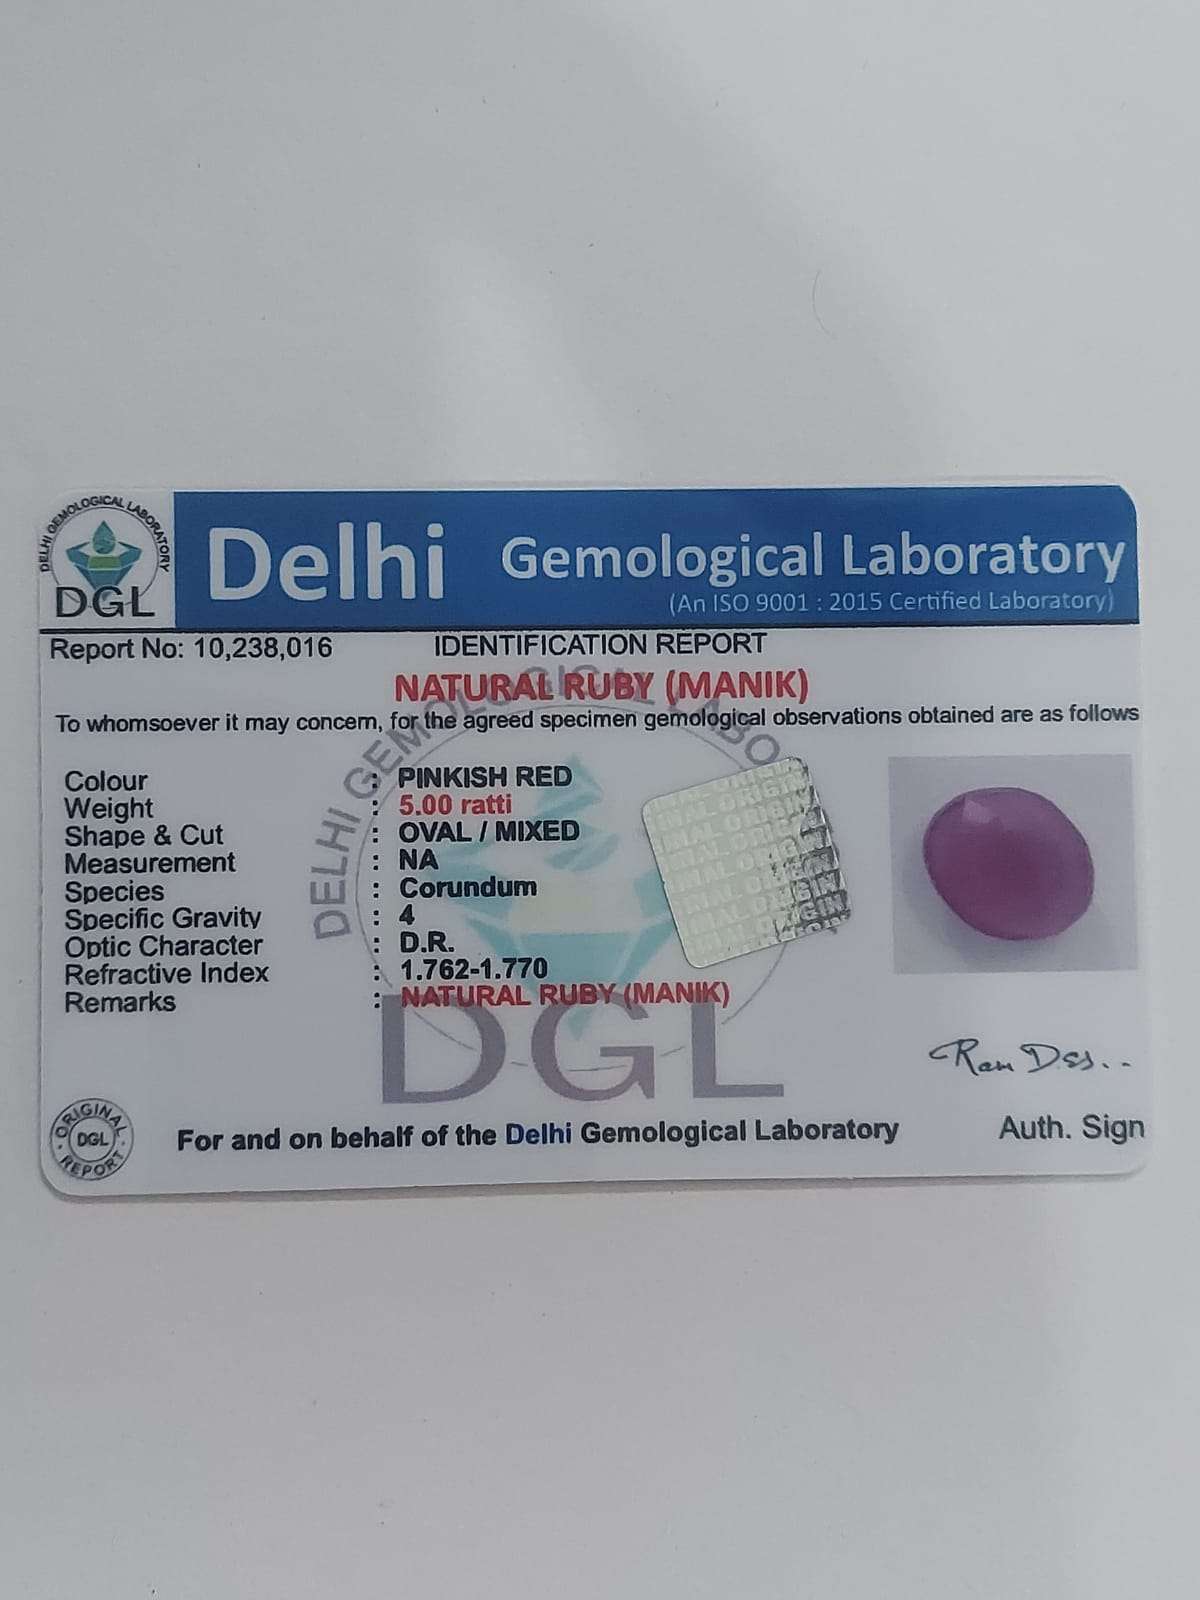 DELHI GEMOLOGICAL LABORATORY
DGL
Delhi Gemological Laboratory
(An ISO 9001 : 2015 Certified Laboratory)
Report No: 10,238,016 IDENTIFICATION REPORT
NATURAL RUBY (MANIK)
To whomsoever it may concern, for the agreed specimen gemological observations obtained are as follows
Colour : PINKISH RED
Weight : 5.00 ratti
Shape & Cut : OVAL / MIXED
Measurement : NA
Species : Corundum
Specific Gravity : 4
Optic Character : D.R.
Refractive Index : 1.762-1.770
Remarks : NATURAL RUBY (MANIK)
DELHI GEMOLOGICAL LABO
DGL
ORIGINAL
DGL
REPORT
For and on behalf of the Delhi Gemological Laboratory
Auth. Sign